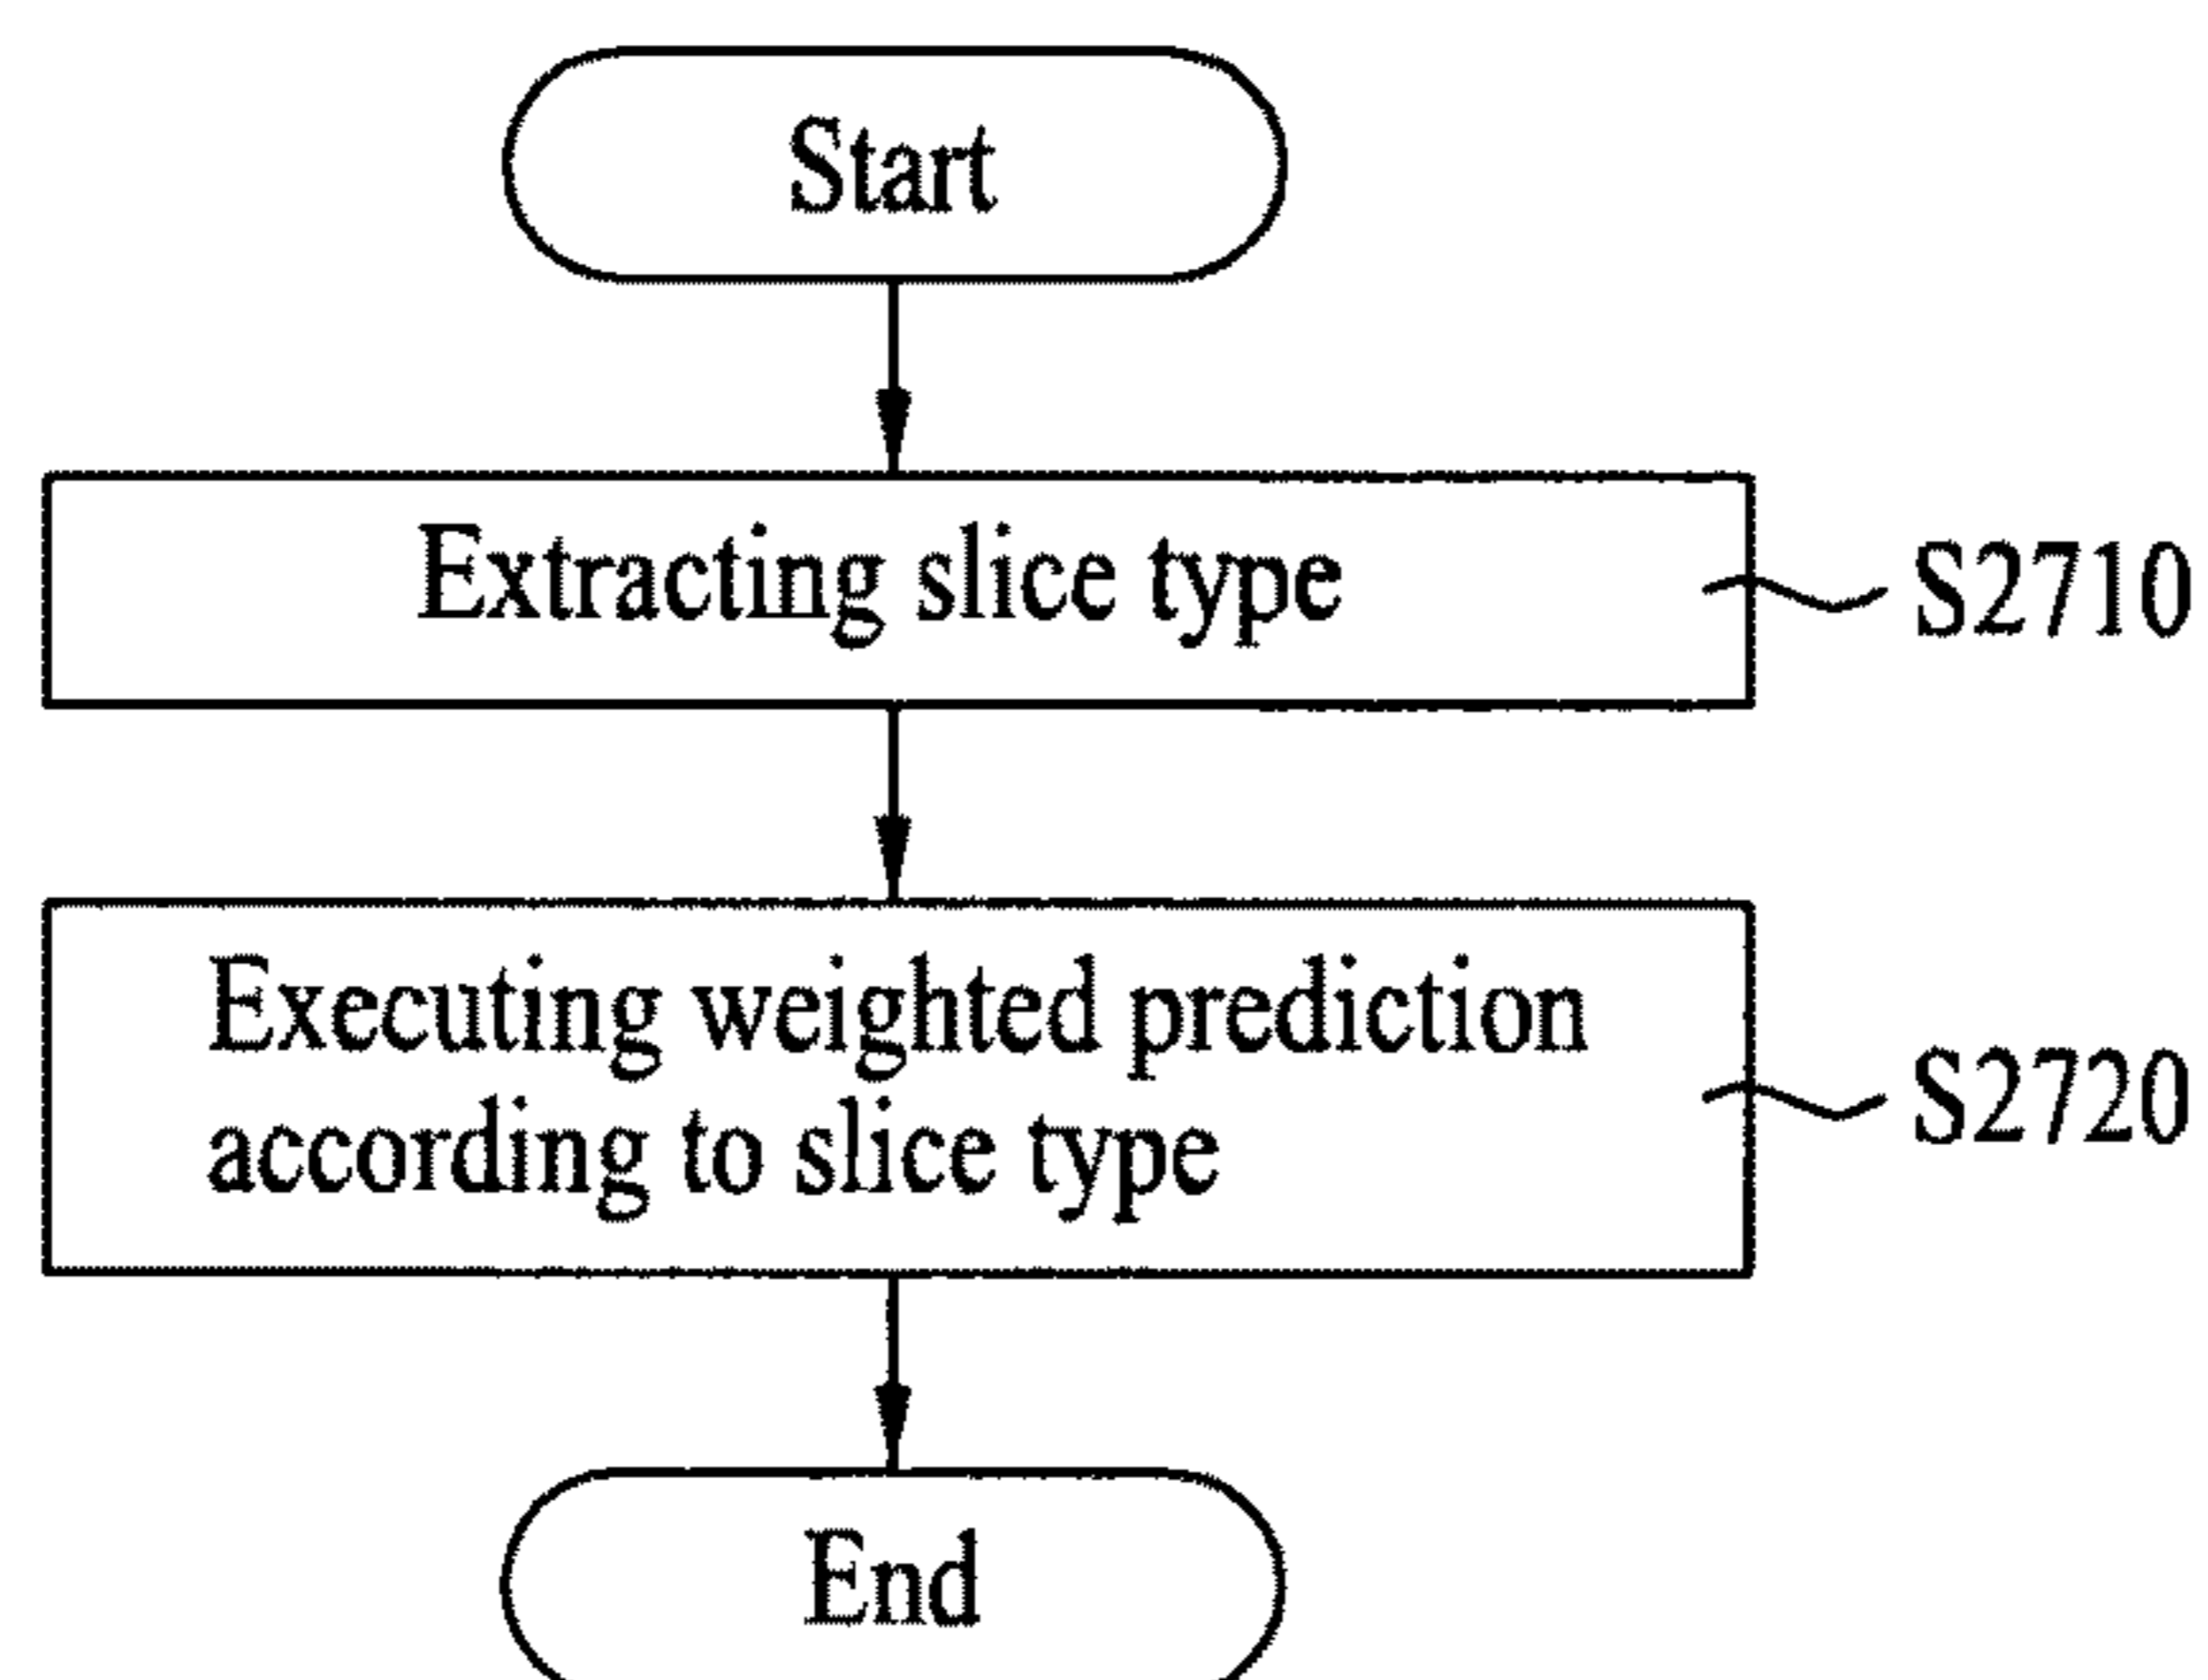 Start
Extracting slice type
S2710
Executing weighted prediction
according to slice type
S2720
End